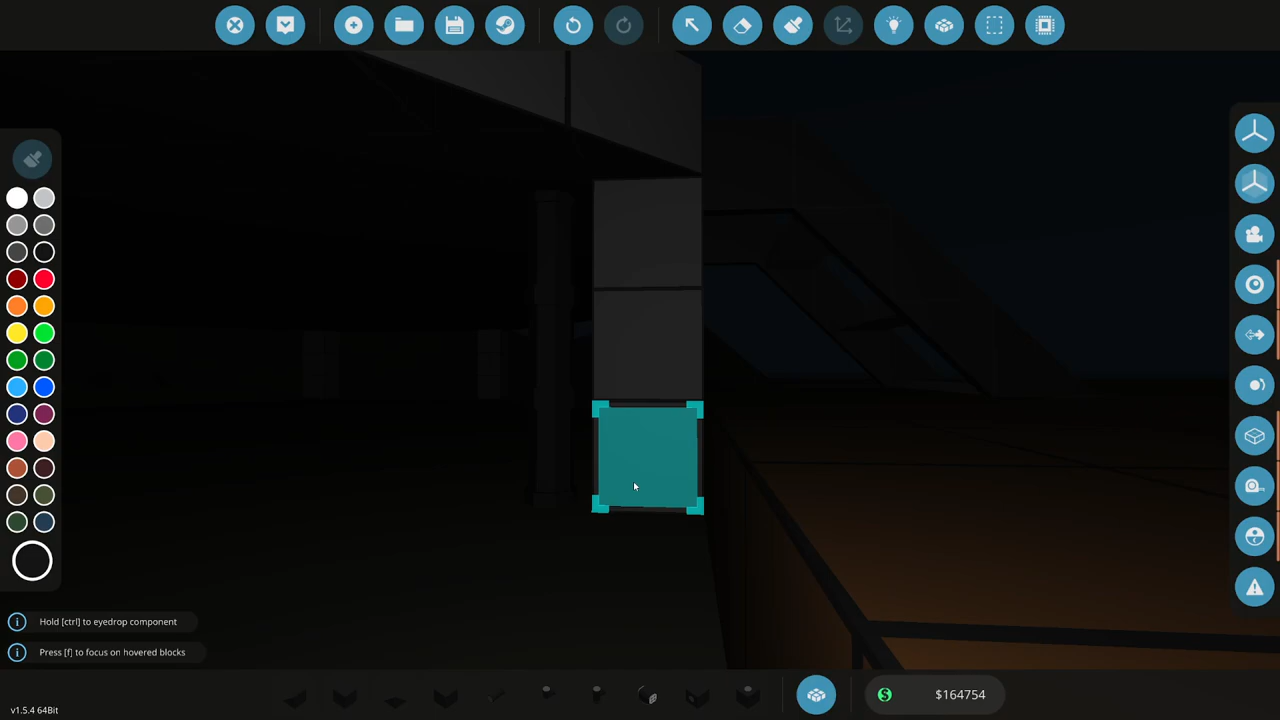 Hold [ctrl] to eyedrop component
Press [f] to focus on hovered blocks
$164754
v1.5.4 64Bit